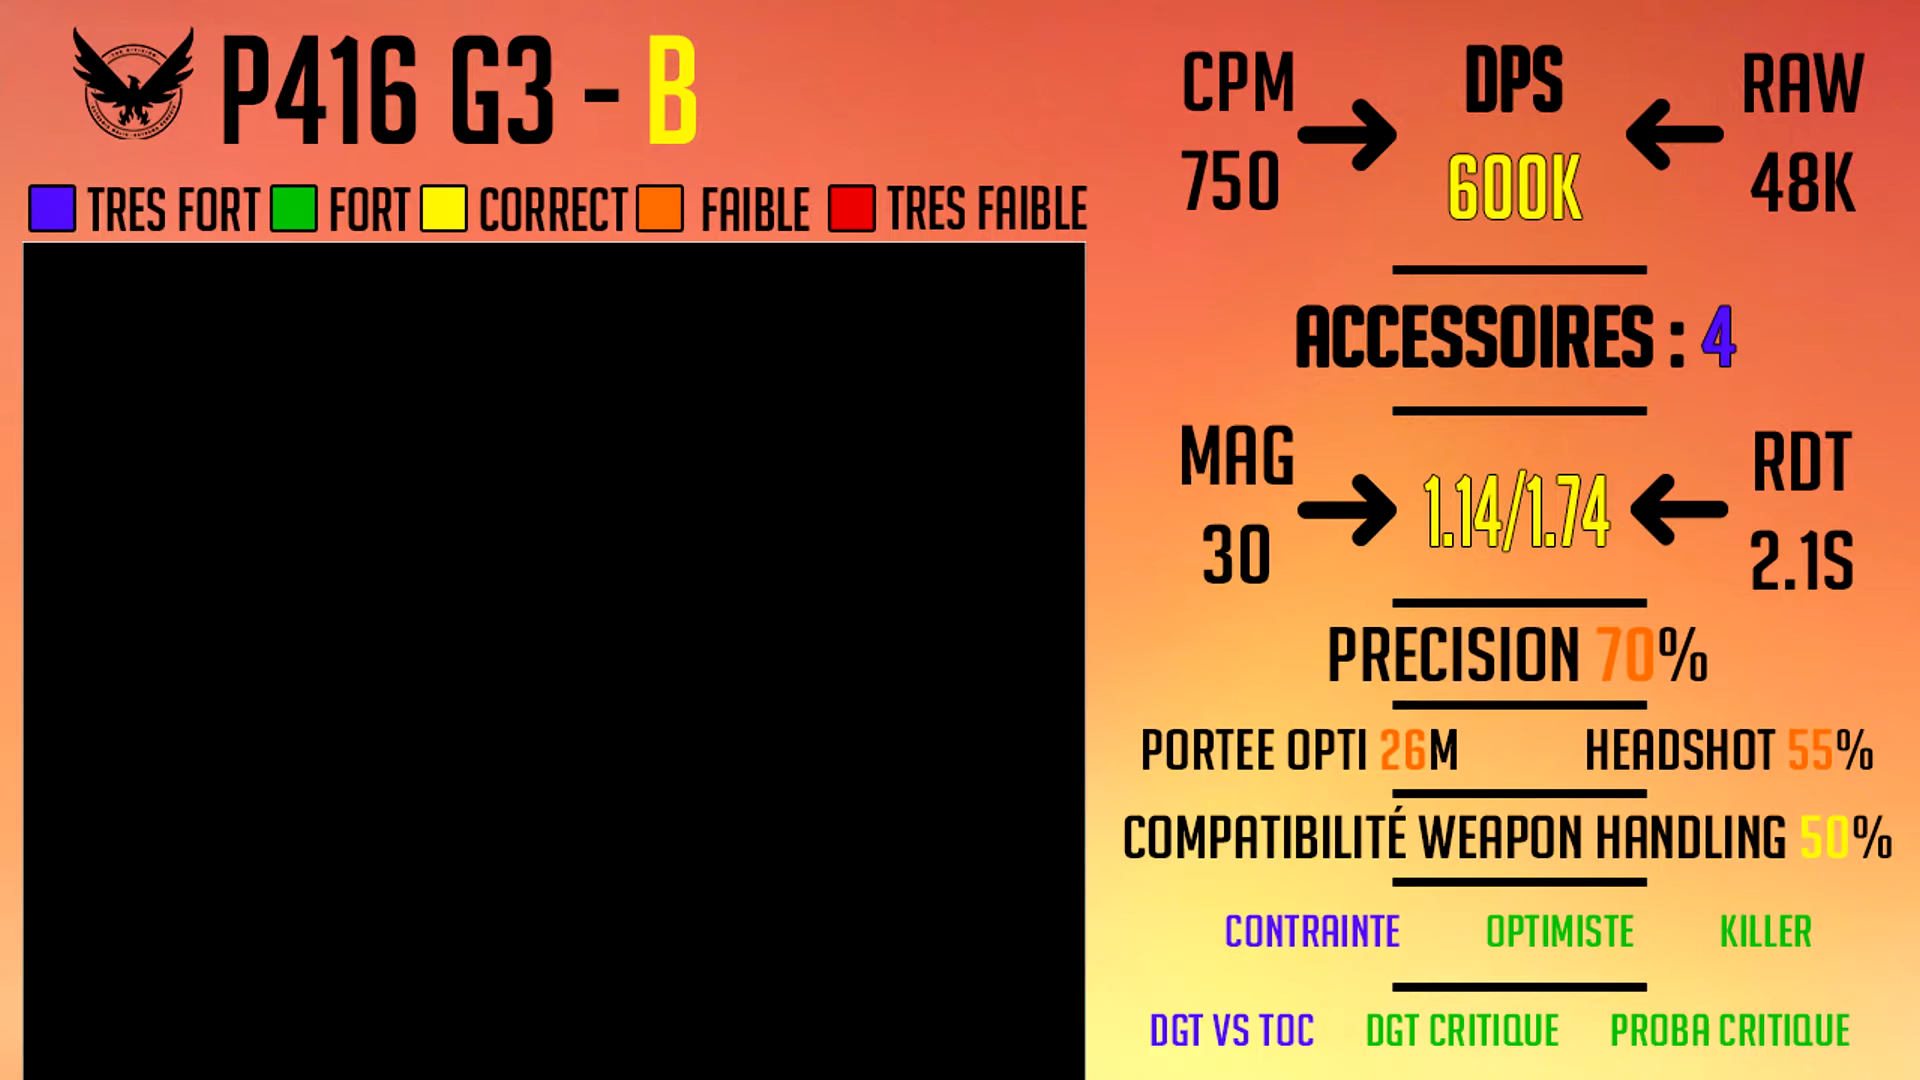 P416 G3 - B
TRES FORT FORT CORRECT FAIBLE TRES FAIBLE
CPM DPS RAW
750 600K 48K
ACCESSOIRES : 4
MAG RDT
1.14/1.74
30 2.1S
PRECISION 70%
PORTEE OPTI 26M HEADSHOT 55%
COMPATIBILITÉ WEAPON HANDLING 50%
CONTRAINTE OPTIMISTE KILLER
DGT VS TOC DGT CRITIQUE PROBA CRITIQUE